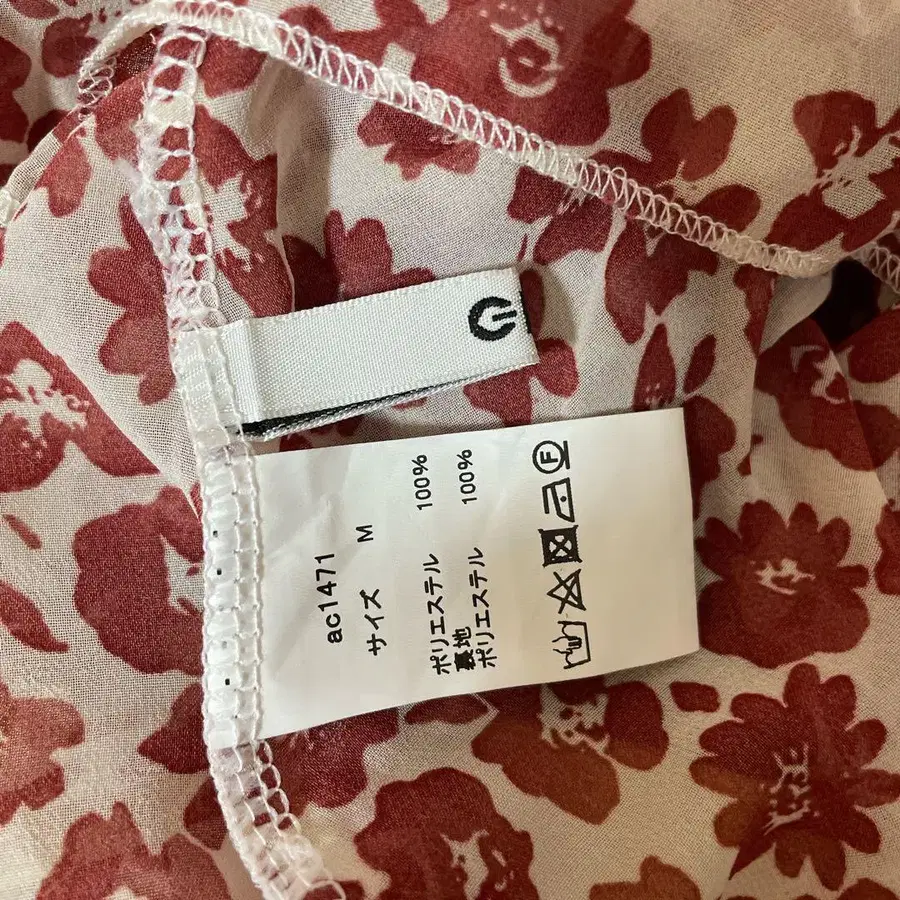 ac1471
サイズ M
ポリエステル 100%
裏地
ポリエステル 100%
F